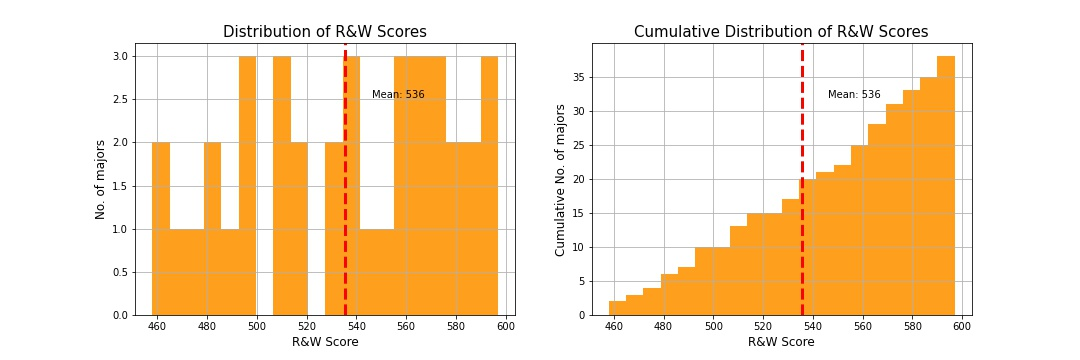 Distribution of R&W Scores
3.0
2.5
2.0
1.5
1.0
0.5
0.0
No. of majors
Mean: 536
460 480 500 520 540 560 580 600
R&W Score
Cumulative Distribution of R&W Scores
35
30
25
20
15
10
5
0
Cumulative No. of majors
Mean: 536
460 480 500 520 540 560 580 600
R&W Score